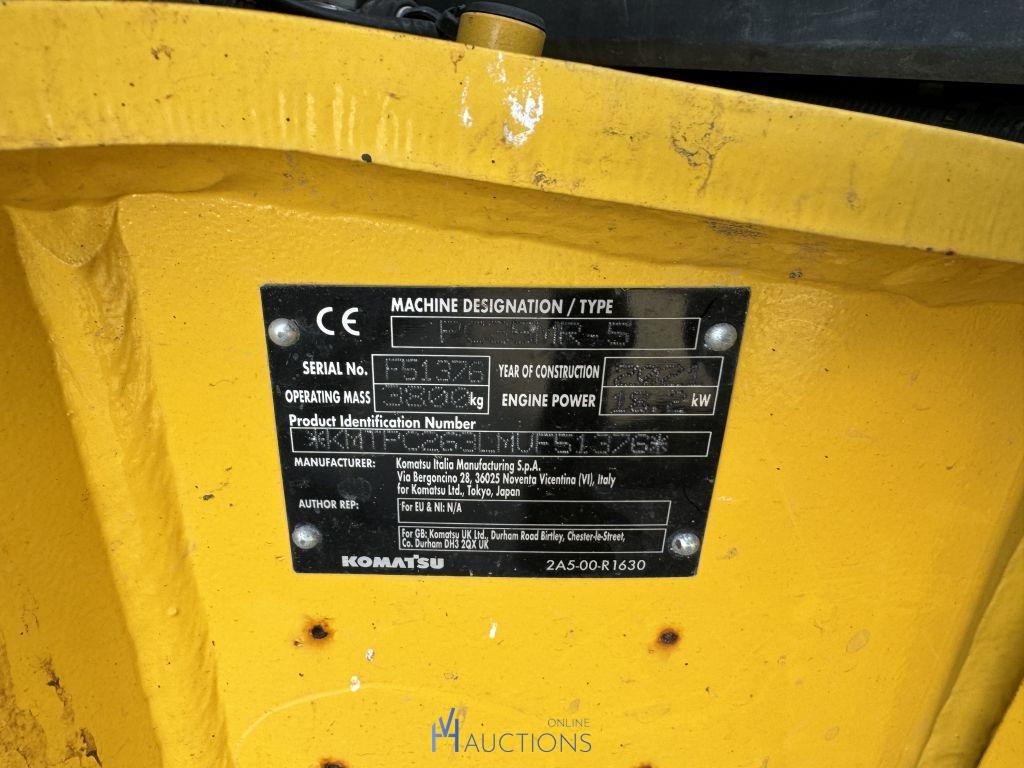 CE
MACHINE DESIGNATION / TYPE
SERIAL No. F51376 YEAR OF CONSTRUCTION 2021
OPERATING MASS 3800 kg ENGINE POWER 18.2 kW
Product Identification Number
MANUFACTURER: Komatsu Italia Manufacturing S.p.A.
Via Bergoncino 28, 36025 Noventa Vicentina (VI), Italy
for Komatsu Ltd., Tokyo, Japan
AUTHOR REP: For EU & NI: N/A
For GB: Komatsu UK Ltd., Durham Road Birtley, Chester-le-Street,
Co. Durham DH3 2QX UK
KOMATSU 2A5-00-R1630
ONLINE
AUCTIONS